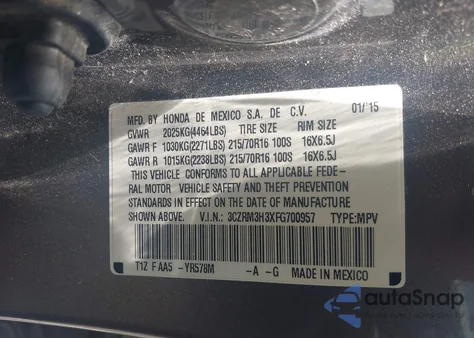 MFD. BY HONDA DE MEXICO S.A. DE C.V. 01/'15
GVWR 2025KG(4464LBS) TIRE SIZE RIM SIZE
GAWR F 1030KG(2271LBS) 215/70R16 100S 16X6.5J
GAWR R 1015KG(2238LBS) 215/70R16 100S 16X6.5J
THIS VEHICLE CONFORMS TO ALL APPLICABLE FEDE-
RAL MOTOR VEHICLE SAFETY AND THEFT PREVENTION
STANDARDS IN EFFECT ON THE DATE OF MANUFACTURE
SHOWN ABOVE. V.I.N.: 3CZRM3H3XFG700957 TYPE:MPV
T1Z FAA5 -YR578M -A -G MADE IN MEXICO
autoSnap